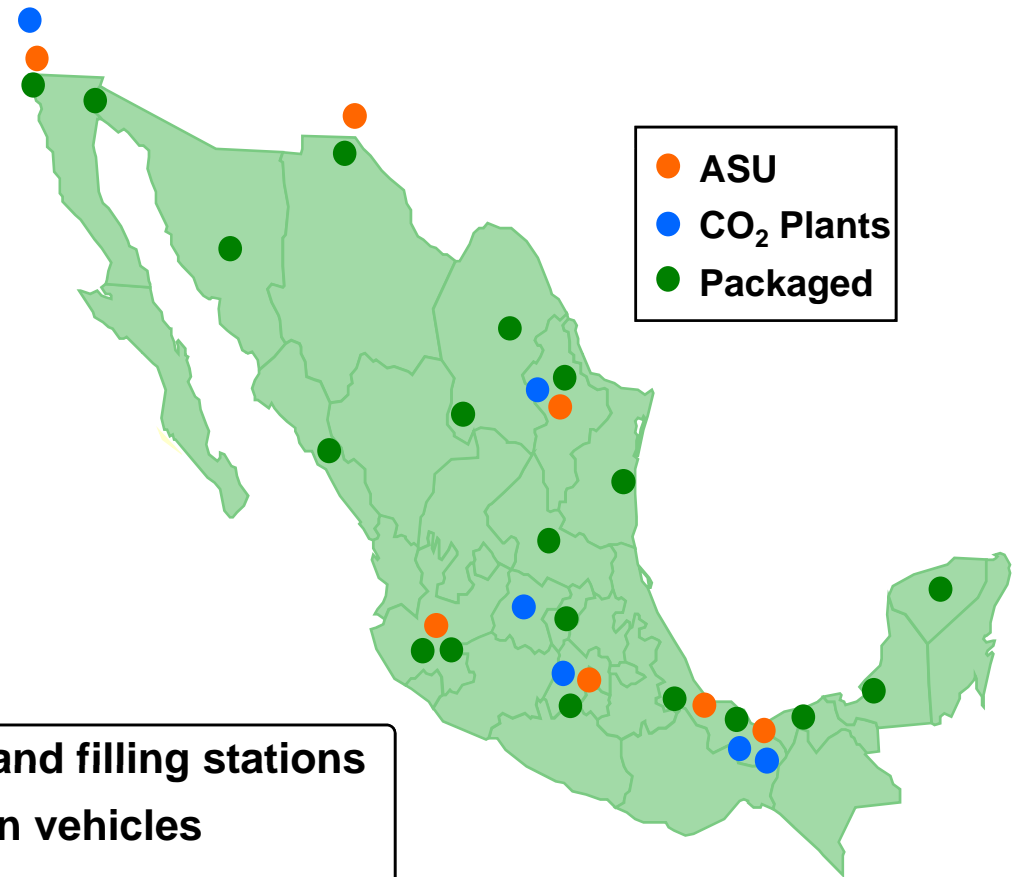 ASU
CO₂ Plants
Packaged
and filling stations
vehicles